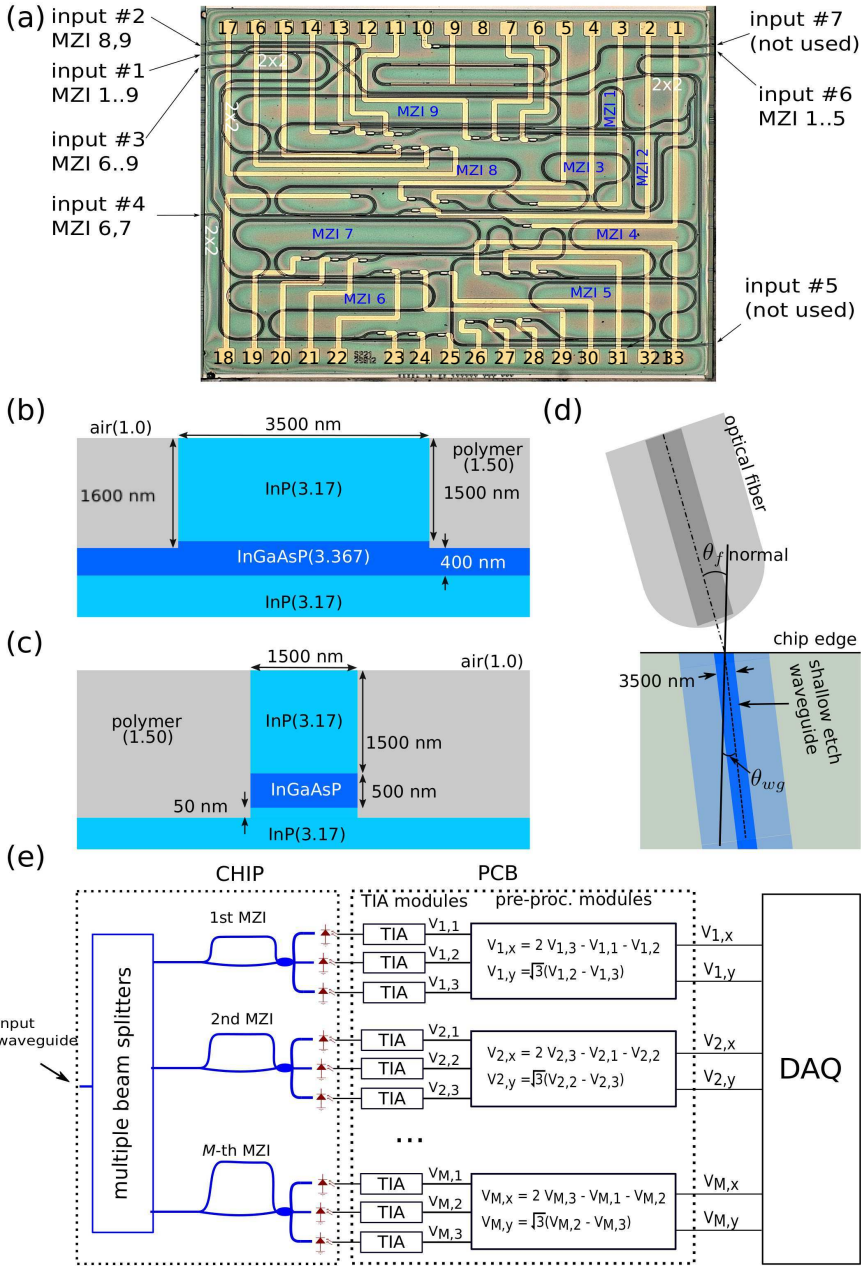 (a)
input #2
MZI 8,9
input #1
MZI 1..9
input #3
MZI 6..9
input #4
MZI 6,7
17 16 15 14 13 12 11 10 9 8 7 6 5 4 3 2 1
2x2
2x2
2x2
2x2
MZI 9
MZI 1
MZI 8
MZI 3
MZI 2
MZI 7
MZI 4
MZI 6
MZI 5
18 19 20 21 22 23 24 25 26 27 28 29 30 31 321 33
input #7
(not used)
input #6
MZI 1..5
input #5
(not used)
(b)
air(1.0)
3500 nm
polymer
(1.50)
1600 nm
InP(3.17)
1500 nm
InGaAsP(3.367)
400 nm
InP(3.17)
(c)
1500 nm
air(1.0)
polymer
(1.50)
InP(3.17)
1500 nm
InGaAsP
500 nm
50 nm
InP(3.17)
(d)
optical fiber
θf
normal
chip edge
3500 nm
shallow etch
waveguide
θwg
(e)
CHIP
PCB
TIA modules
pre-proc. modules
nput
waveguide
multiple beam splitters
1st MZI
TIA
TIA
TIA
V1,1
V1,2
V1,3
V1,x = 2 V1,3 - V1,1 - V1,2
V1,y =√3(V1,2 - V1,3)
V1,x
V1,y
2nd MZI
TIA
TIA
TIA
V2,1
V2,2
V2,3
V2,x = 2 V2,3 - V2,1 - V2,2
V2,y =√3(V2,2 - V2,3)
V2,x
V2,y
...
M-th MZI
TIA
TIA
TIA
VM,1
VM,2
VM,3
VM,x = 2 VM,3 - VM,1 - VM,2
VM,y =√3(VM,2 - VM,3)
VM,x
VM,y
DAQ